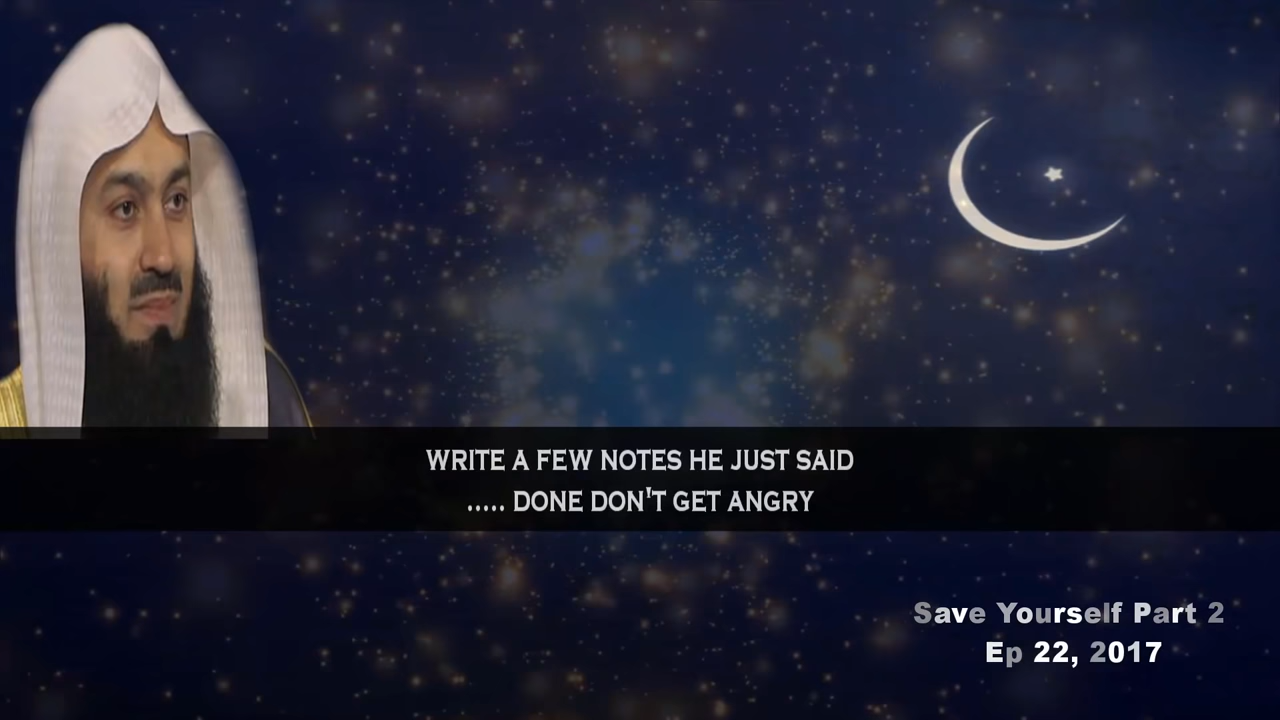 WRITE A FEW NOTES HE JUST SAID
..... DONE DON'T GET ANGRY
Save Yourself Part 2
Ep 22, 2017